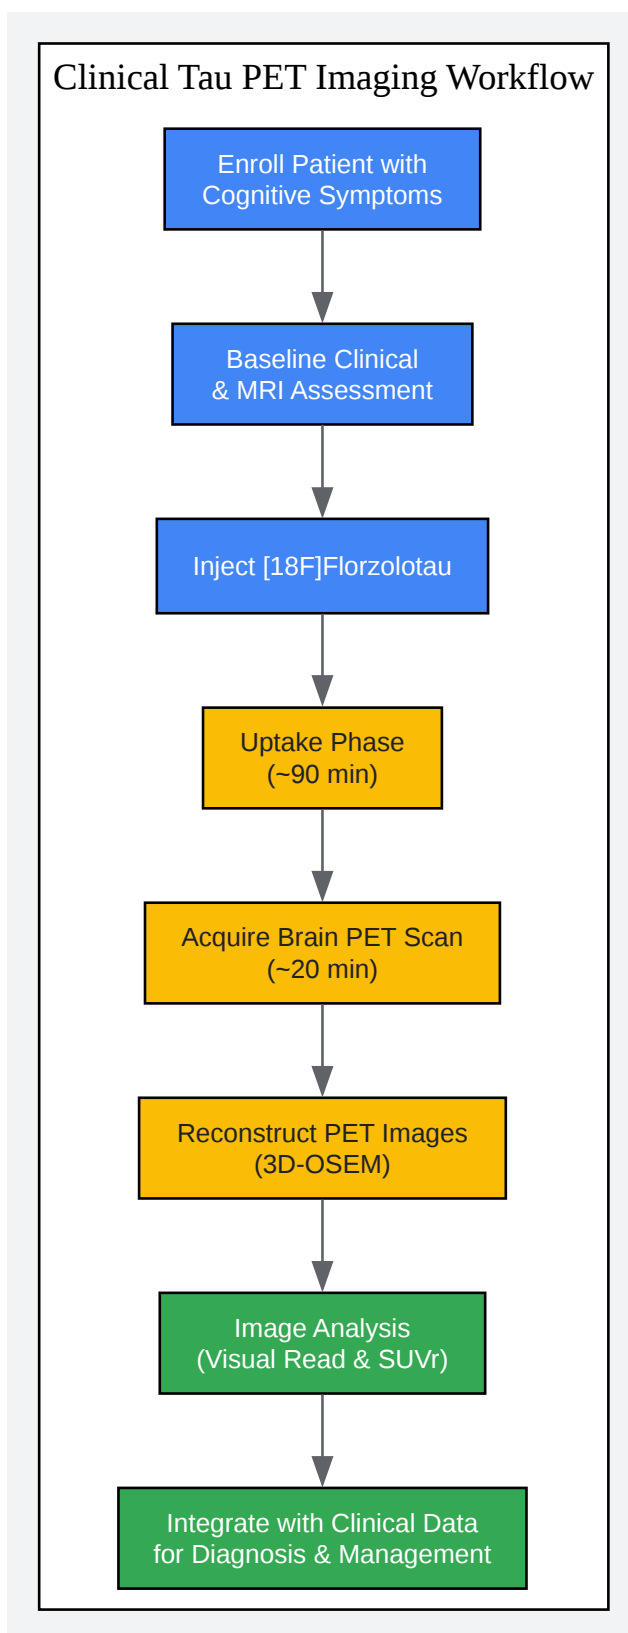 Clinical Tau PET Imaging Workflow
Enroll Patient with
Cognitive Symptoms
Baseline Clinical
& MRI Assessment
Inject [18F]Florzolotau
Uptake Phase
(~90 min)
Acquire Brain PET Scan
(~20 min)
Reconstruct PET Images
(3D-OSEM)
Image Analysis
(Visual Read & SUVr)
Integrate with Clinical Data
for Diagnosis & Management